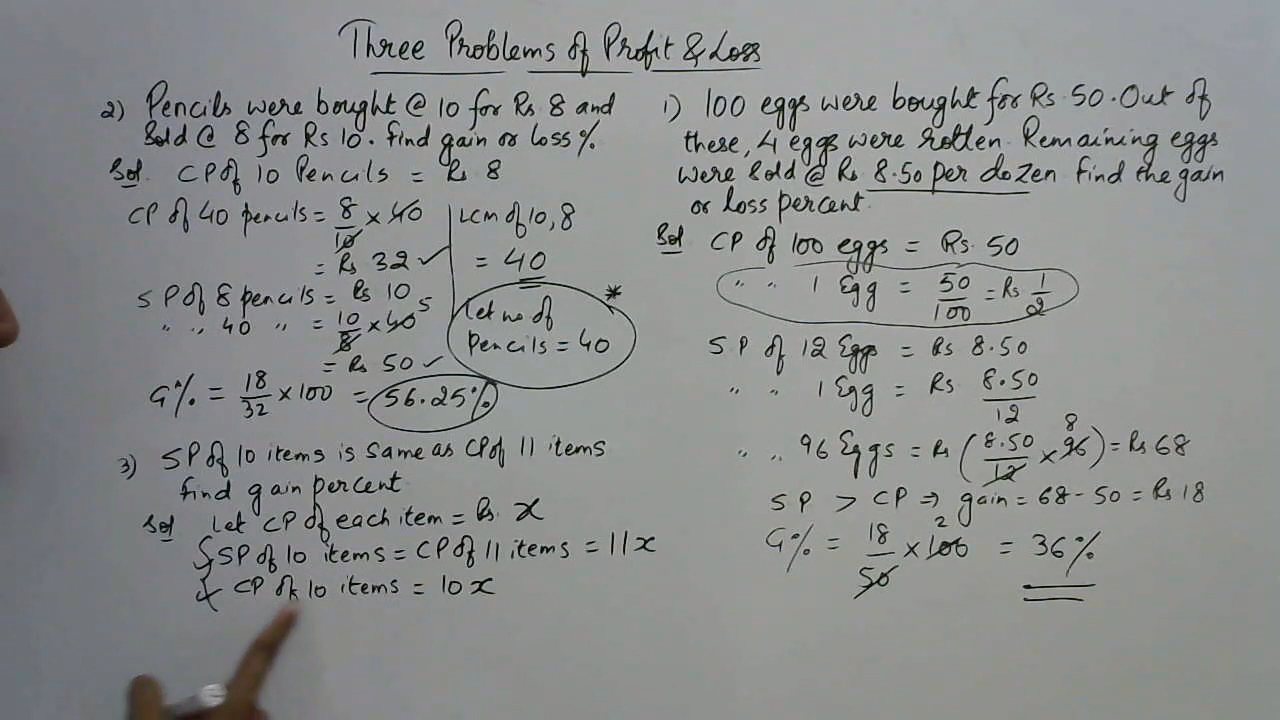 Three Problems of Profit & Loss
1) 100 eggs were bought for Rs. 50. Out of
these, 4 eggs were rotten. Remaining eggs
were sold @ Rs 8.50 per dozen find the gain
or loss percent.
Sol CP of 100 eggs = Rs. 50
" " 1 Egg = 50/100 = Rs 1/2
S.P of 12 Eggs = Rs 8.50
" " 1 Egg = Rs 8.50/12
" " 96 Eggs = Rs (8.50/12 × 96) = Rs 68
8
SP > CP ⇒ gain = 68 - 50 = Rs 18
G% = 18/50 × 100 = 36%
2
2) Pencils were bought @ 10 for Rs 8 and
Sold @ 8 for Rs 10. find gain or loss %.
Sol. CP of 10 Pencils = Rs 8
CP of 40 pencils = 8/10 × 40
= Rs 32 ✓
SP of 8 pencils = Rs 10
" " 40 " = 10/8 × 40
5
= Rs 50 ✓
G% = 18/32 × 100 = 56.25%
LCM of 10, 8
= 40
*
Let no. of
pencils = 40
3) SP of 10 items is same as CP of 11 items
find gain percent
Sol Let CP of each item = Rs. x
SP of 10 items = CP of 11 items = 11x
CP of 10 items = 10x